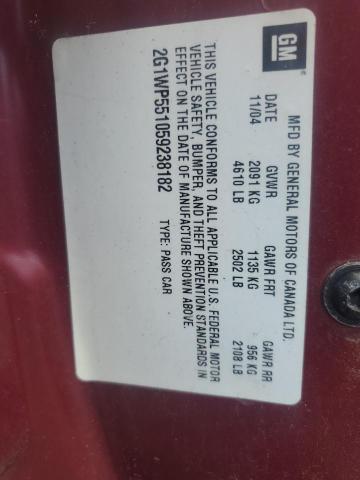 GM
MFD BY GENERAL MOTORS OF CANADA LTD.
DATE GVWR GAWR FRT GAWR RR
11/04 2091 KG 1135 KG 956 KG
4610 LB 2502 LB 2108 LB
THIS VEHICLE CONFORMS TO ALL APPLICABLE U.S. FEDERAL MOTOR
VEHICLE SAFETY, BUMPER, AND THEFT PREVENTION STANDARDS IN
EFFECT ON THE DATE OF MANUFACTURE SHOWN ABOVE.
2G1WP551059238182 TYPE: PASS CAR